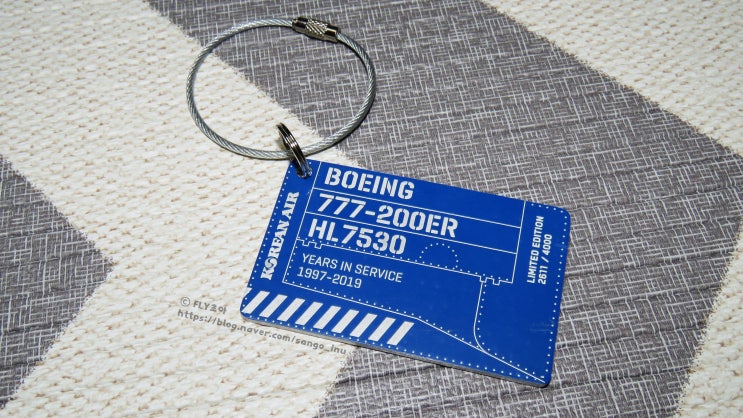 BOEING
777-200ER
HL7530
YEARS IN SERVICE
1997-2019
KOREAN AIR
LIMITED EDITION
2611 / 4000
© FLY쏘이
https://blog.naver.com/sango_inu